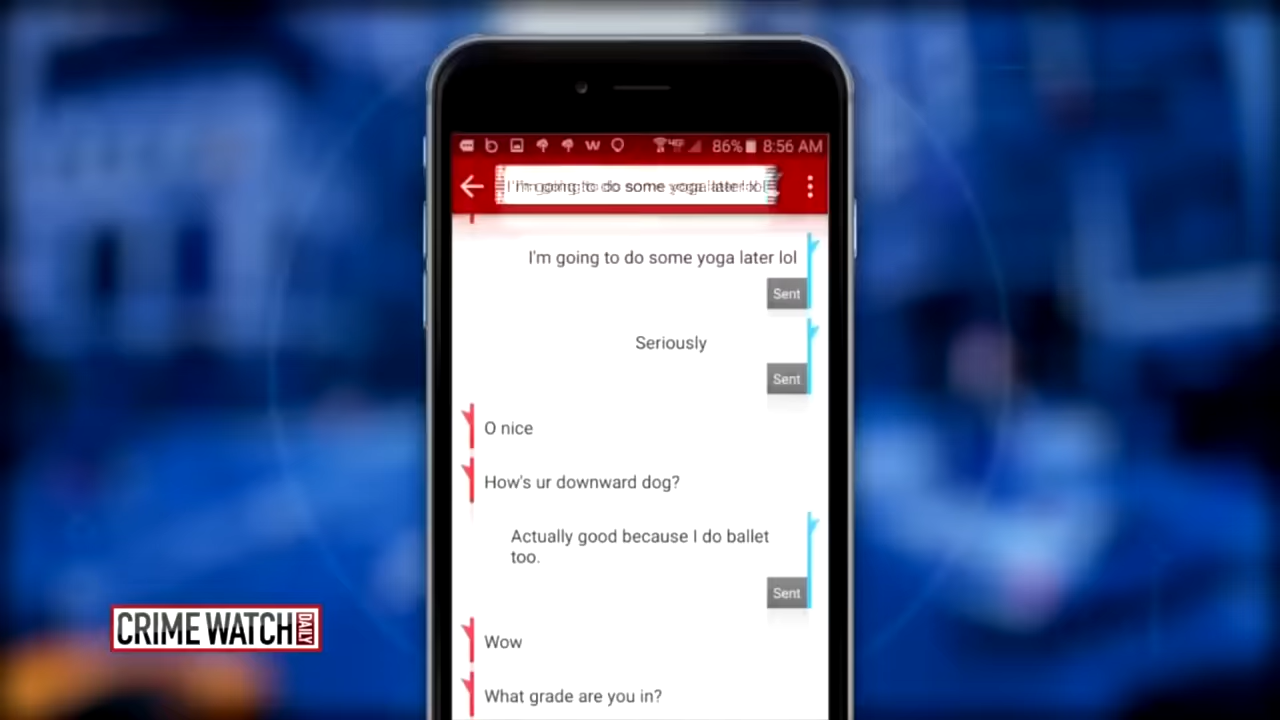 86% 8:56 AM
I'm going to do some yoga later lol
I'm going to do some yoga later lol
Sent
Seriously
Sent
O nice
How's ur downward dog?
Actually good because I do ballet
too.
Sent
Wow
What grade are you in?
CRIME WATCH DAILY